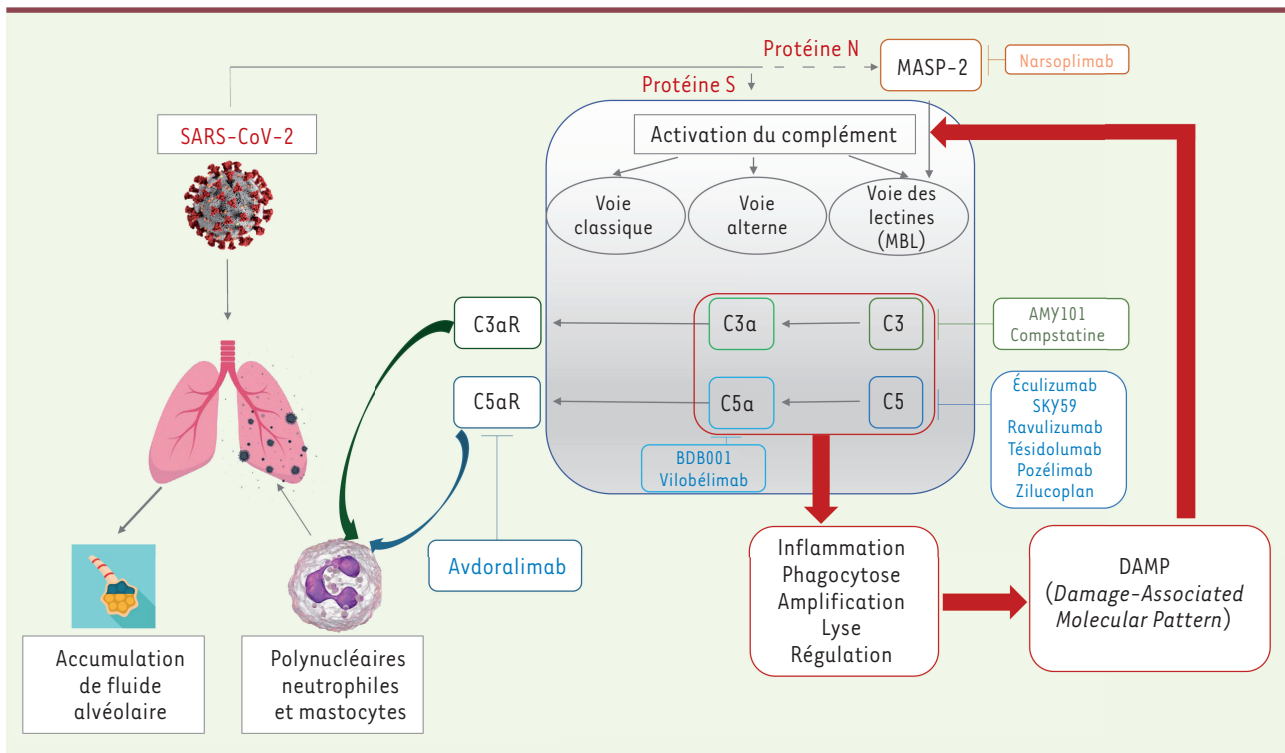 Protéine N
MASP-2
Narsoplimab
Protéine S
SARS-CoV-2
Activation du complément
Voie
classique
Voie
alterne
Voie des
lectines
(MBL)
C3aR
C3a
C3
AMY101
Compstatine
C5aR
C5a
C5
Éculizumab
SKY59
Ravulizumab
Tésidolumab
Pozélimab
Zilucoplan
BDB001
Vilobélimab
Avdoralimab
Inflammation
Phagocytose
Amplification
Lyse
Régulation
DAMP
(Damage-Associated
Molecular Pattern)
Accumulation
de fluide
alvéolaire
Polynucléaires
neutrophiles
et mastocytes